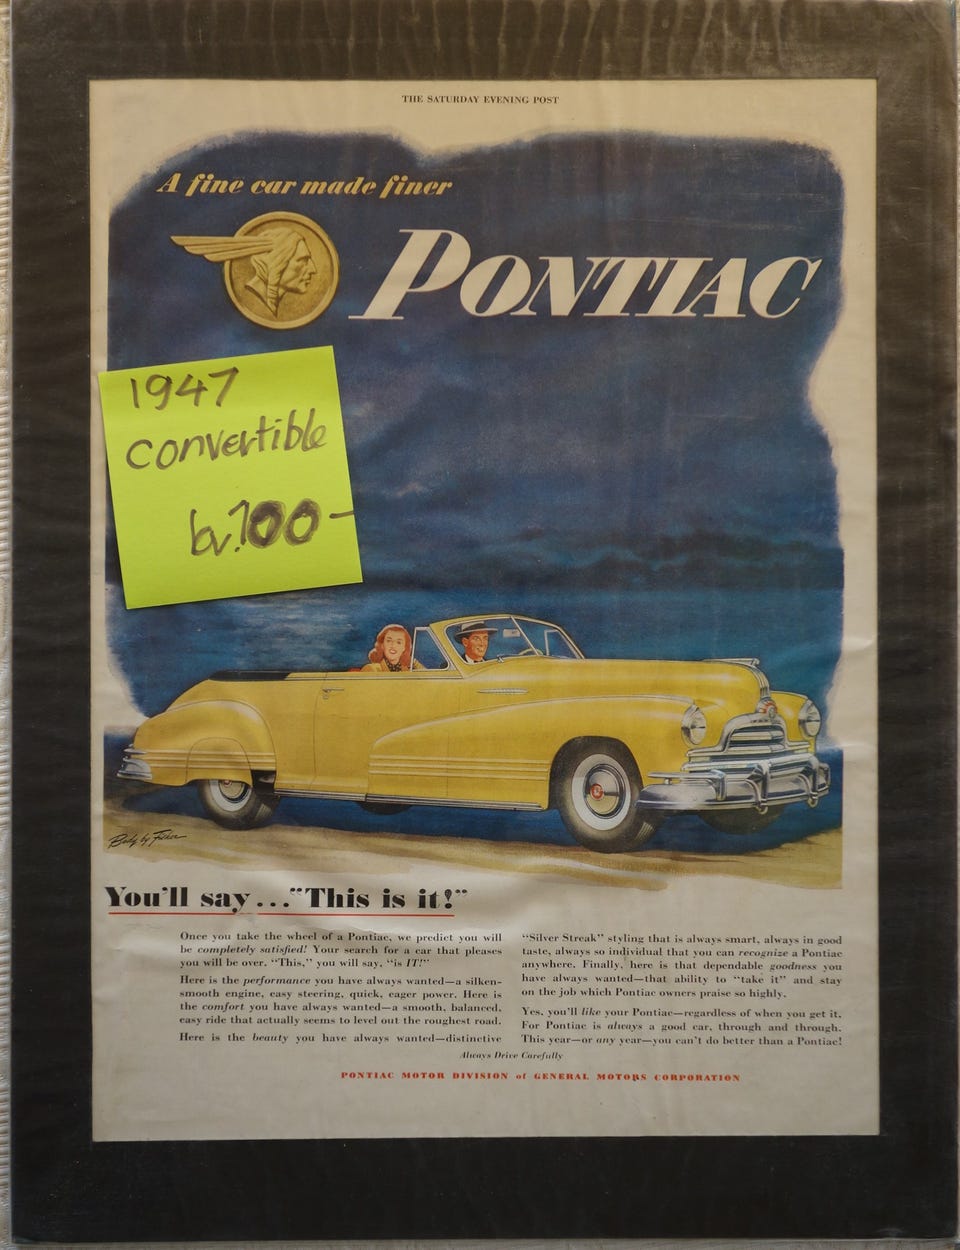 THE SATURDAY EVENING POST
A fine car made finer
PONTIAC
1947
convertible
kr.100-
Body by Fisher
You'll say..."This is it!"
Once you take the wheel of a Pontiac, we predict you will
be completely satisfied! Your search for a car that pleases
you will be over. "This," you will say, "is IT!"
Here is the performance you have always wanted—a silken-
smooth engine, easy steering, quick, eager power. Here is
the comfort you have always wanted—a smooth, balanced,
easy ride that actually seems to level out the roughest road.
Here is the beauty you have always wanted—distinctive
"Silver Streak" styling that is always smart, always in good
taste, always so individual that you can recognize a Pontiac
anywhere. Finally, here is that dependable goodness you
have always wanted—that ability to "take it" and stay
on the job which Pontiac owners praise so highly.
Yes, you'll like your Pontiac—regardless of when you get it.
For Pontiac is always a good car, through and through.
This year—or any year—you can't do better than a Pontiac!
Always Drive Carefully
PONTIAC MOTOR DIVISION of GENERAL MOTORS CORPORATION